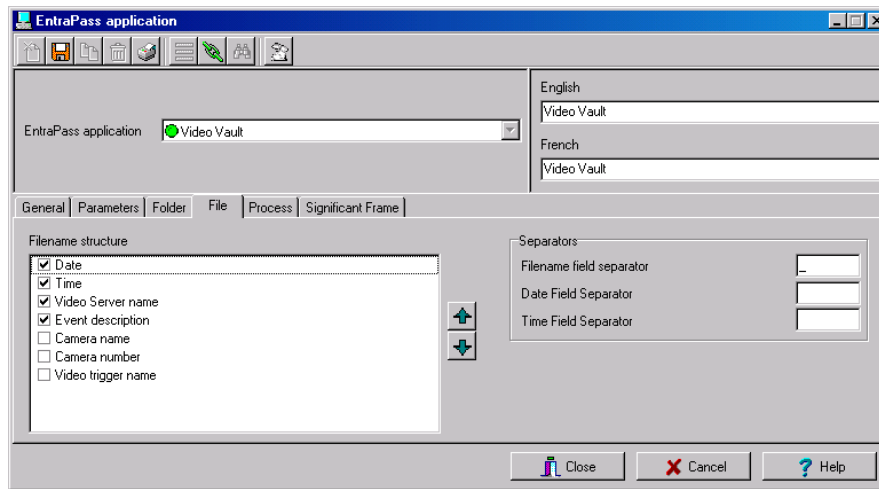 EntraPass application
English
Video Vault
EntraPass application
Video Vault
French
Video Vault
General
Parameters
Folder
File
Process
Significant Frame
Filename structure
Date
Time
Video Server name
Event description
Camera name
Camera number
Video trigger name
Separators
Filename field separator
_
Date Field Separator
Time Field Separator
Close
Cancel
Help